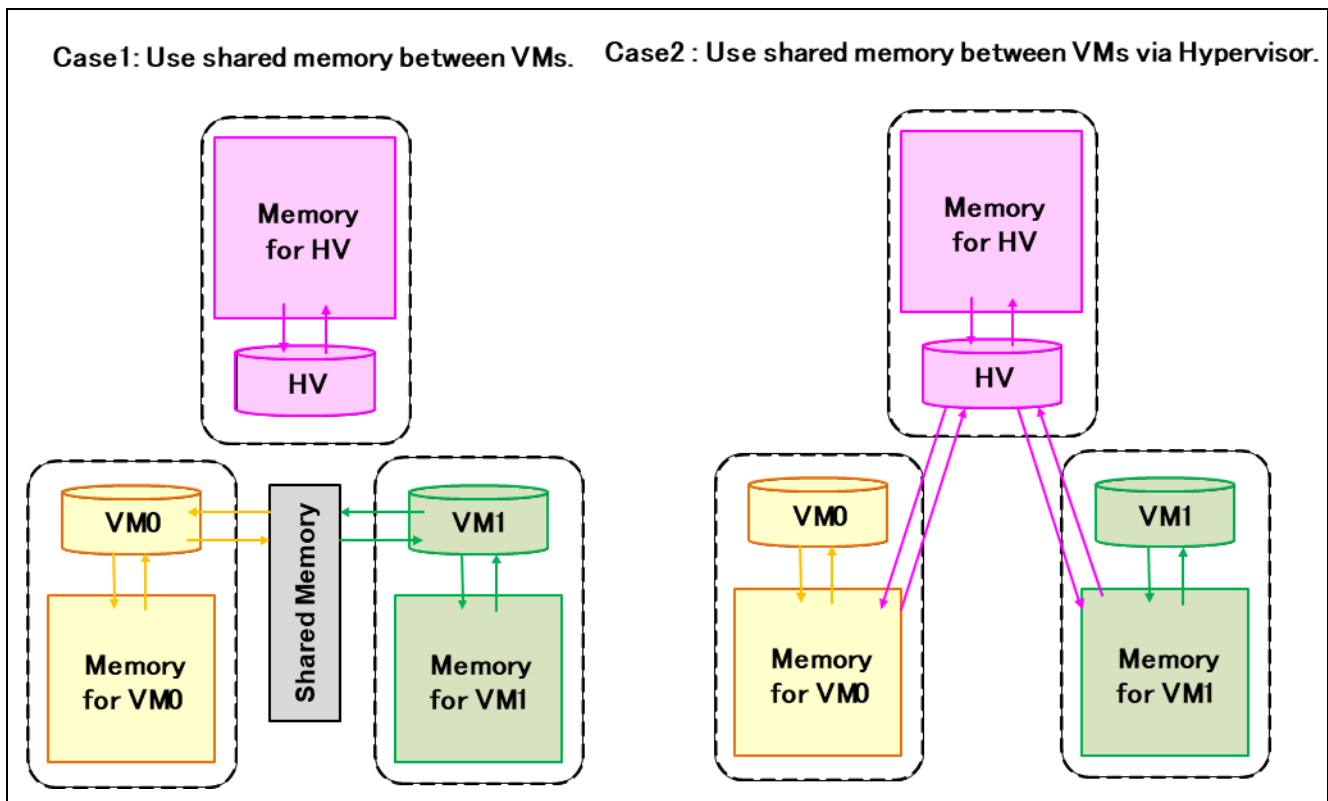 Case1: Use shared memory between VMs.
Memory
for HV
HV
VM0
Shared Memory
VM1
Memory
for VM0
Memory
for VM1
Case2 : Use shared memory between VMs via Hypervisor.
Memory
for HV
HV
VM0
VM1
Memory
for VM0
Memory
for VM1